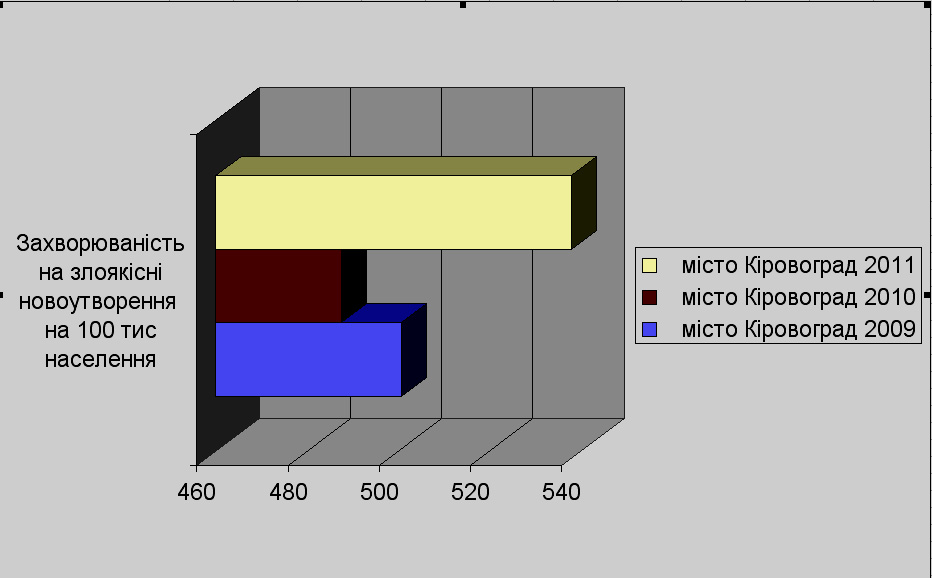 Захворюваність
на злоякісні
новоутворення
на 100 тис
населення
460 480 500 520 540
місто Кіровоград 2011
місто Кіровоград 2010
місто Кіровоград 2009